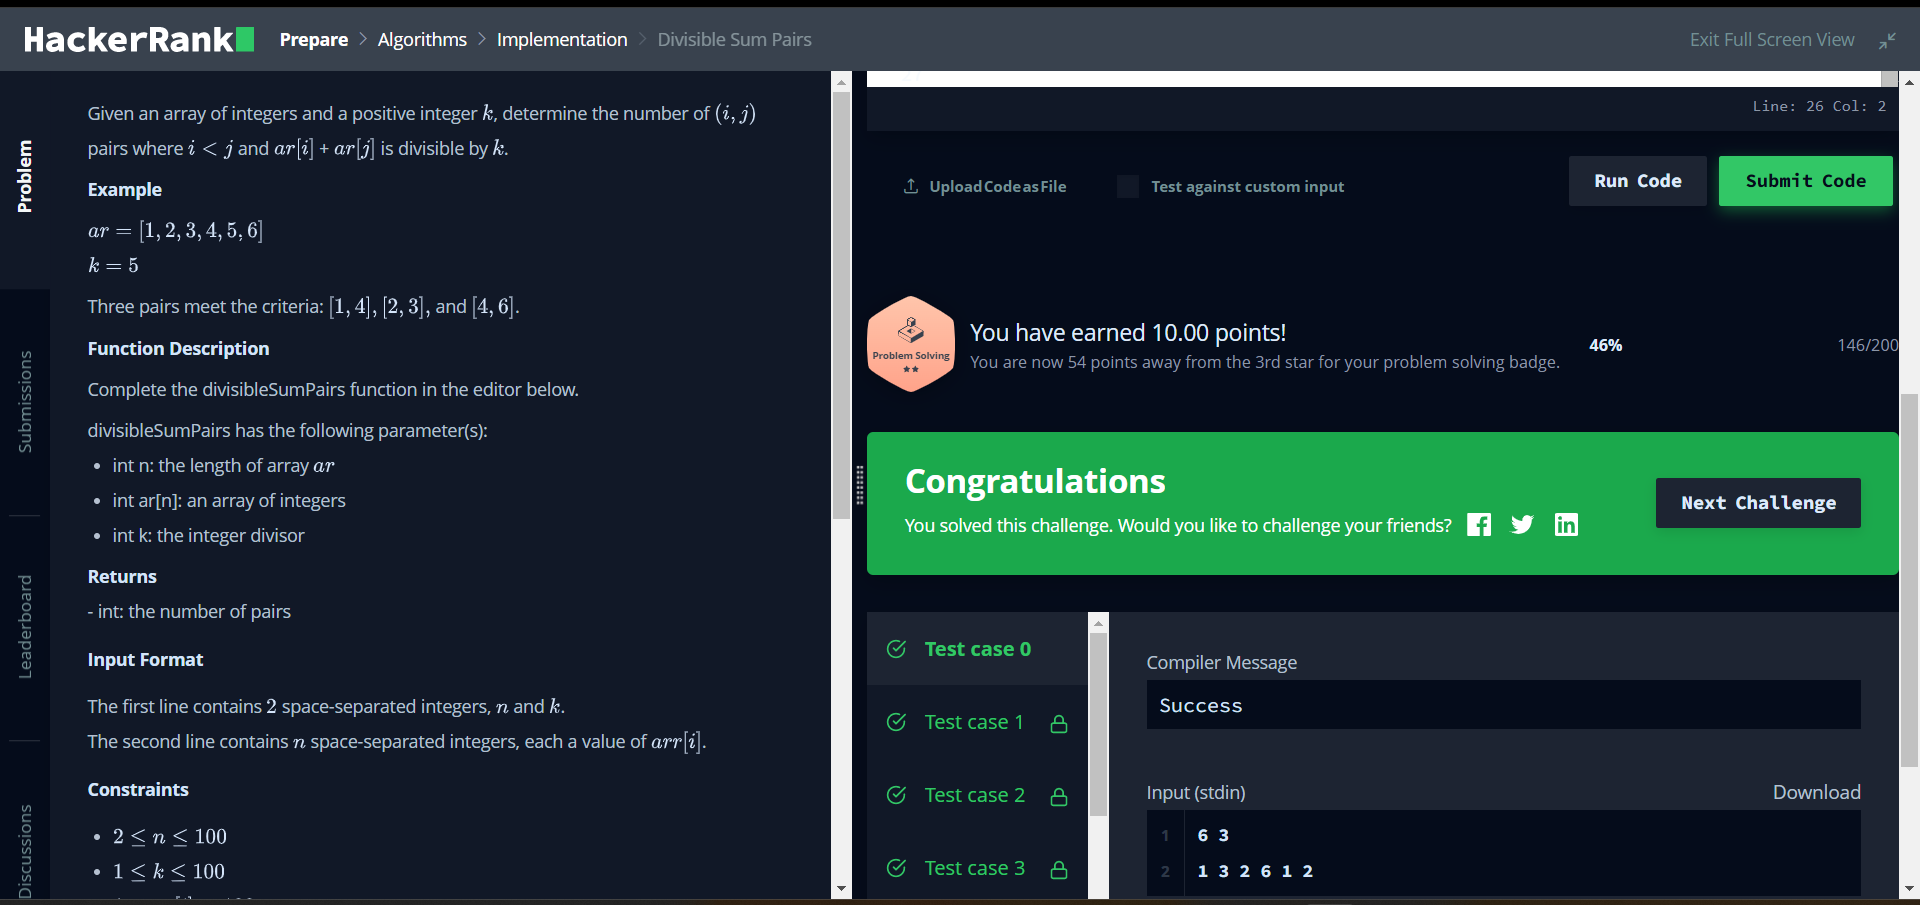 HackerRank
Prepare > Algorithms > Implementation > Divisible Sum Pairs
Exit Full Screen View
Problem
Submissions
Leaderboard
Discussions
Given an array of integers and a positive integer k, determine the number of (i, j)
pairs where i < j and ar[i] + ar[j] is divisible by k.
Example
ar = [1, 2, 3, 4, 5, 6]
k = 5
Three pairs meet the criteria: [1, 4], [2, 3], and [4, 6].
Function Description
Complete the divisibleSumPairs function in the editor below.
divisibleSumPairs has the following parameter(s):
• int n: the length of array ar
• int ar[n]: an array of integers
• int k: the integer divisor
Returns
- int: the number of pairs
Input Format
The first line contains 2 space-separated integers, n and k.
The second line contains n space-separated integers, each a value of arr[i].
Constraints
• 2 ≤ n ≤ 100
• 1 ≤ k ≤ 100
Line: 26 Col: 2
Upload Code as File
Test against custom input
Run Code
Submit Code
Problem Solving
You have earned 10.00 points!
You are now 54 points away from the 3rd star for your problem solving badge.
46%
146/200
Congratulations
You solved this challenge. Would you like to challenge your friends?
Next Challenge
Test case 0
Test case 1
Test case 2
Test case 3
Compiler Message
Success
Input (stdin)
Download
1 6 3
2 1 3 2 6 1 2